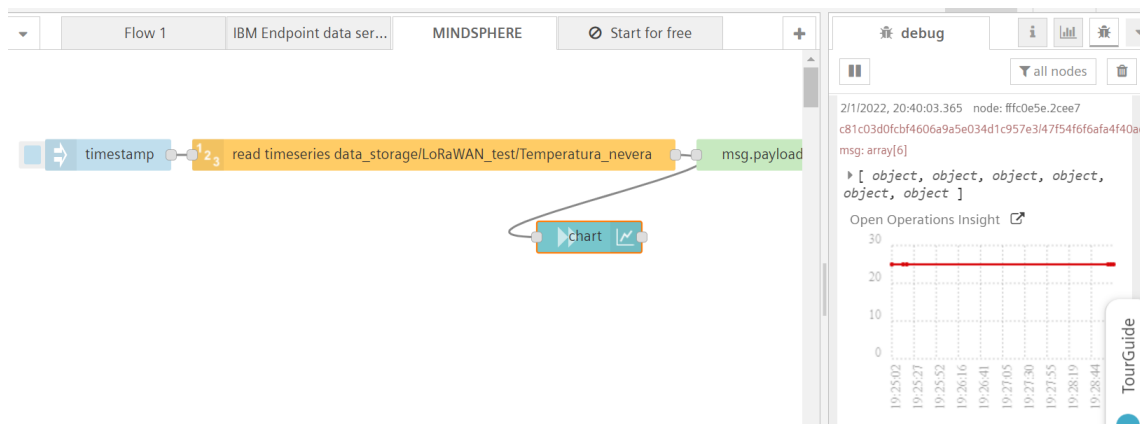 Flow 1
IBM Endpoint data ser...
MINDSPHERE
Start for free
debug
i
all nodes
timestamp
1 2 3
read timeseries data_storage/LoRaWAN_test/Temperatura_nevera
msg.payload
chart
2/1/2022, 20:40:03.365 node: fffc0e5e.2cee7
c81c03d0fcbf4606a9a5e034d1c957e3/47f54f6f6afa4f40a
msg: array[6]
[ object, object, object, object,
object, object ]
Open Operations Insight
30
20
10
0
19:25:02
19:25:27
19:25:52
19:26:16
19:26:41
19:27:05
19:27:30
19:27:55
19:28:19
19:28:44
TourGuide